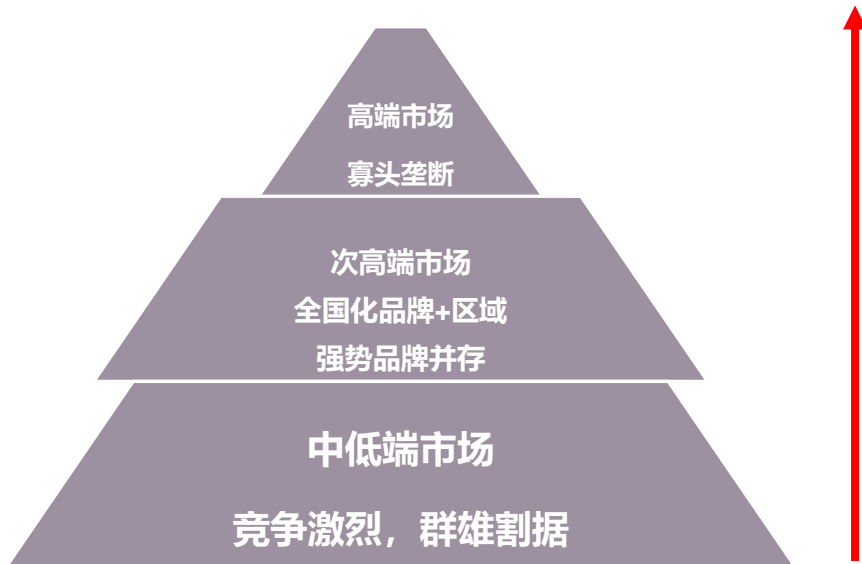 高端市场
寡头垄断
次高端市场
全国化品牌+区域
强势品牌并存
中低端市场
竞争激烈，群雄割据